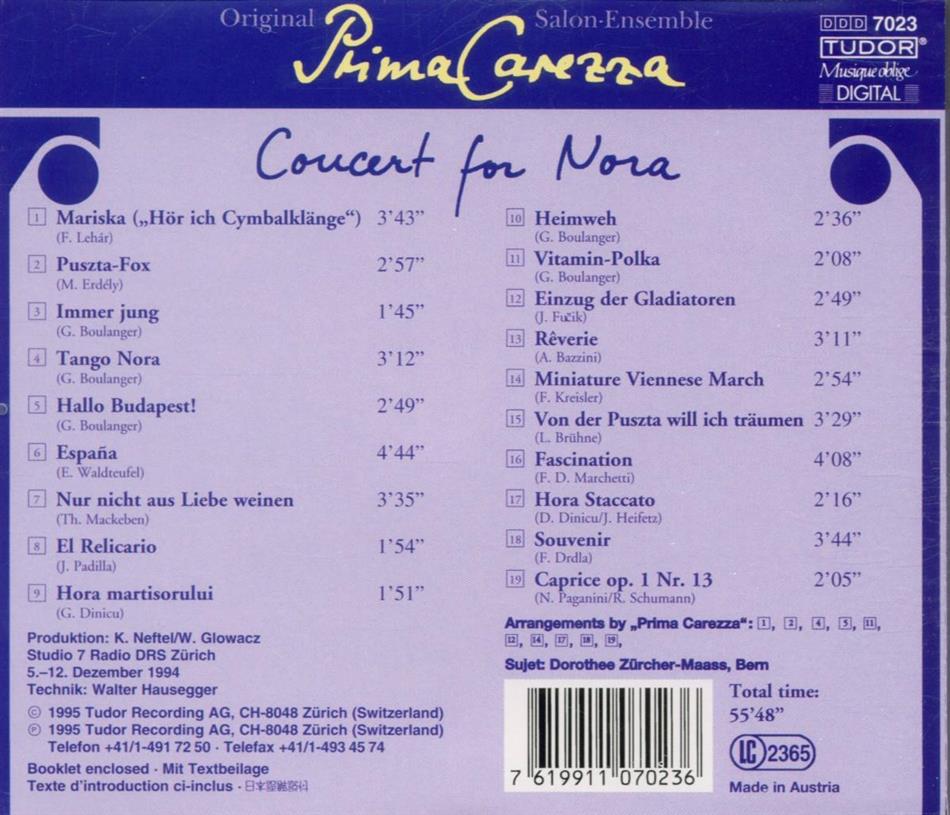 Original Salon-Ensemble
Prima Carezza
DDD 7023
TUDOR®
Musique oblige
DIGITAL
Concert for Nora
1 Mariska („Hör ich Cymbalklänge“) 3’43”
(F. Lehár)
2 Puszta-Fox 2’57”
(M. Erdély)
3 Immer jung 1’45”
(G. Boulanger)
4 Tango Nora 3’12”
(G. Boulanger)
5 Hallo Budapest! 2’49”
(G. Boulanger)
6 España 4’44”
(E. Waldteufel)
7 Nur nicht aus Liebe weinen 3’35”
(Th. Mackeben)
8 El Relicario 1’54”
(J. Padilla)
9 Hora martisorului 1’51”
(G. Dinicu)
Produktion: K. Neftel/W. Glowacz
Studio 7 Radio DRS Zürich
5.–12. Dezember 1994
Technik: Walter Hausegger
© 1995 Tudor Recording AG, CH-8048 Zürich (Switzerland)
℗ 1995 Tudor Recording AG, CH-8048 Zürich (Switzerland)
Telefon +41/1-491 72 50 · Telefax +41/1-493 45 74
Booklet enclosed · Mit Textbeilage
Texte d’introduction ci-inclus · 日本
10 Heimweh 2’36”
(G. Boulanger)
11 Vitamin-Polka 2’08”
(G. Boulanger)
12 Einzug der Gladiatoren 2’49”
(J. Fučik)
13 Rêverie 3’11”
(A. Bazzini)
14 Miniature Viennese March 2’54”
(F. Kreisler)
15 Von der Puszta will ich träumen 3’29”
(L. Brühne)
16 Fascination 4’08”
(F. D. Marchetti)
17 Hora Staccato 2’16”
(D. Dinicu/J. Heifetz)
18 Souvenir 3’44”
(F. Drdla)
19 Caprice op. 1 Nr. 13 2’05”
(N. Paganini/R. Schumann)
Arrangements by „Prima Carezza“: 1, 2, 4, 5, 11,
12, 14, 17, 18, 19,
Sujet: Dorothee Zürcher-Maass, Bern
7 619911 070236
Total time:
55’48”
LC 2365
Made in Austria